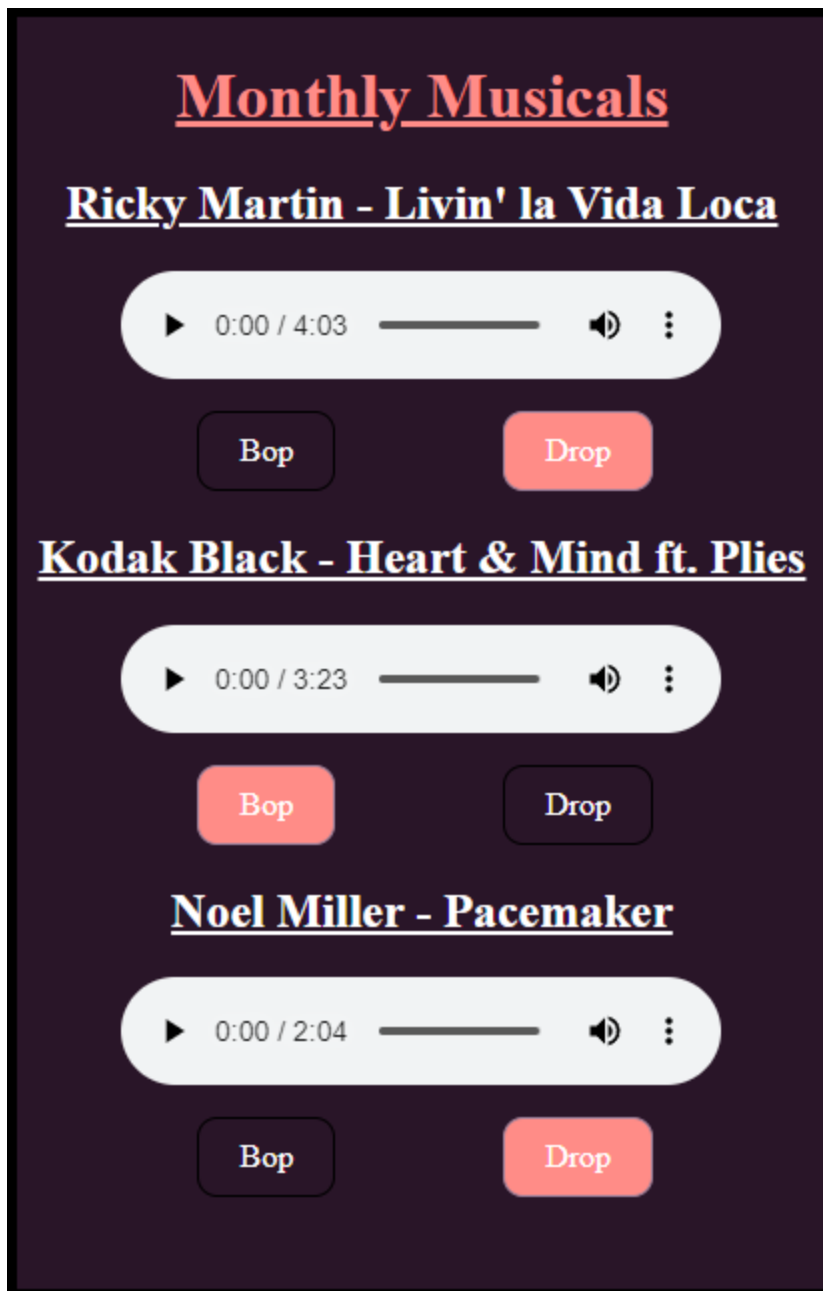 Monthly Musicals
Ricky Martin - Livin' la Vida Loca
0:00 / 4:03
Bop Drop
Kodak Black - Heart & Mind ft. Plies
0:00 / 3:23
Bop Drop
Noel Miller - Pacemaker
0:00 / 2:04
Bop Drop